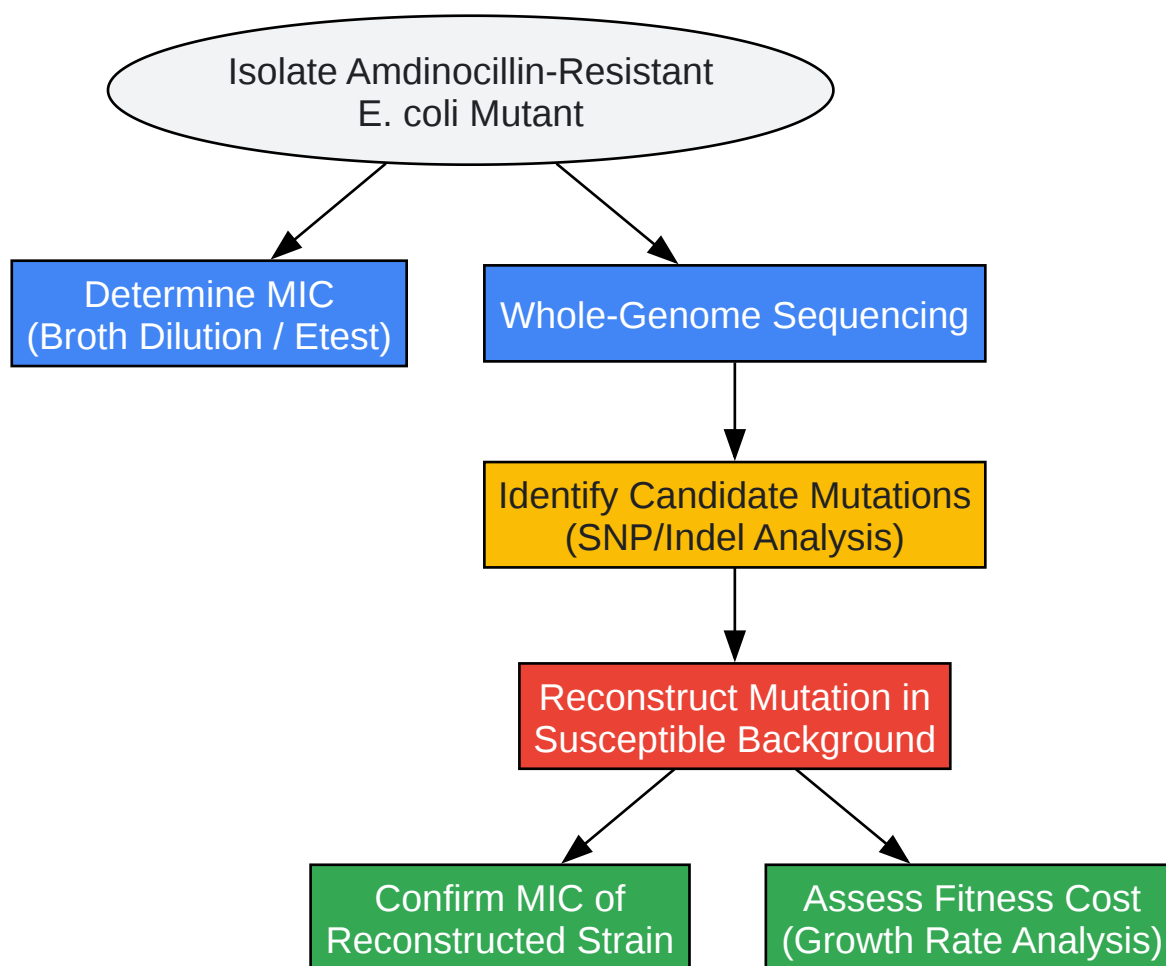 Isolate Amdinocillin-Resistant
E. coli Mutant
Determine MIC
(Broth Dilution / Etest)
Whole-Genome Sequencing
Identify Candidate Mutations
(SNP/Indel Analysis)
Reconstruct Mutation in
Susceptible Background
Confirm MIC of
Reconstructed Strain
Assess Fitness Cost
(Growth Rate Analysis)